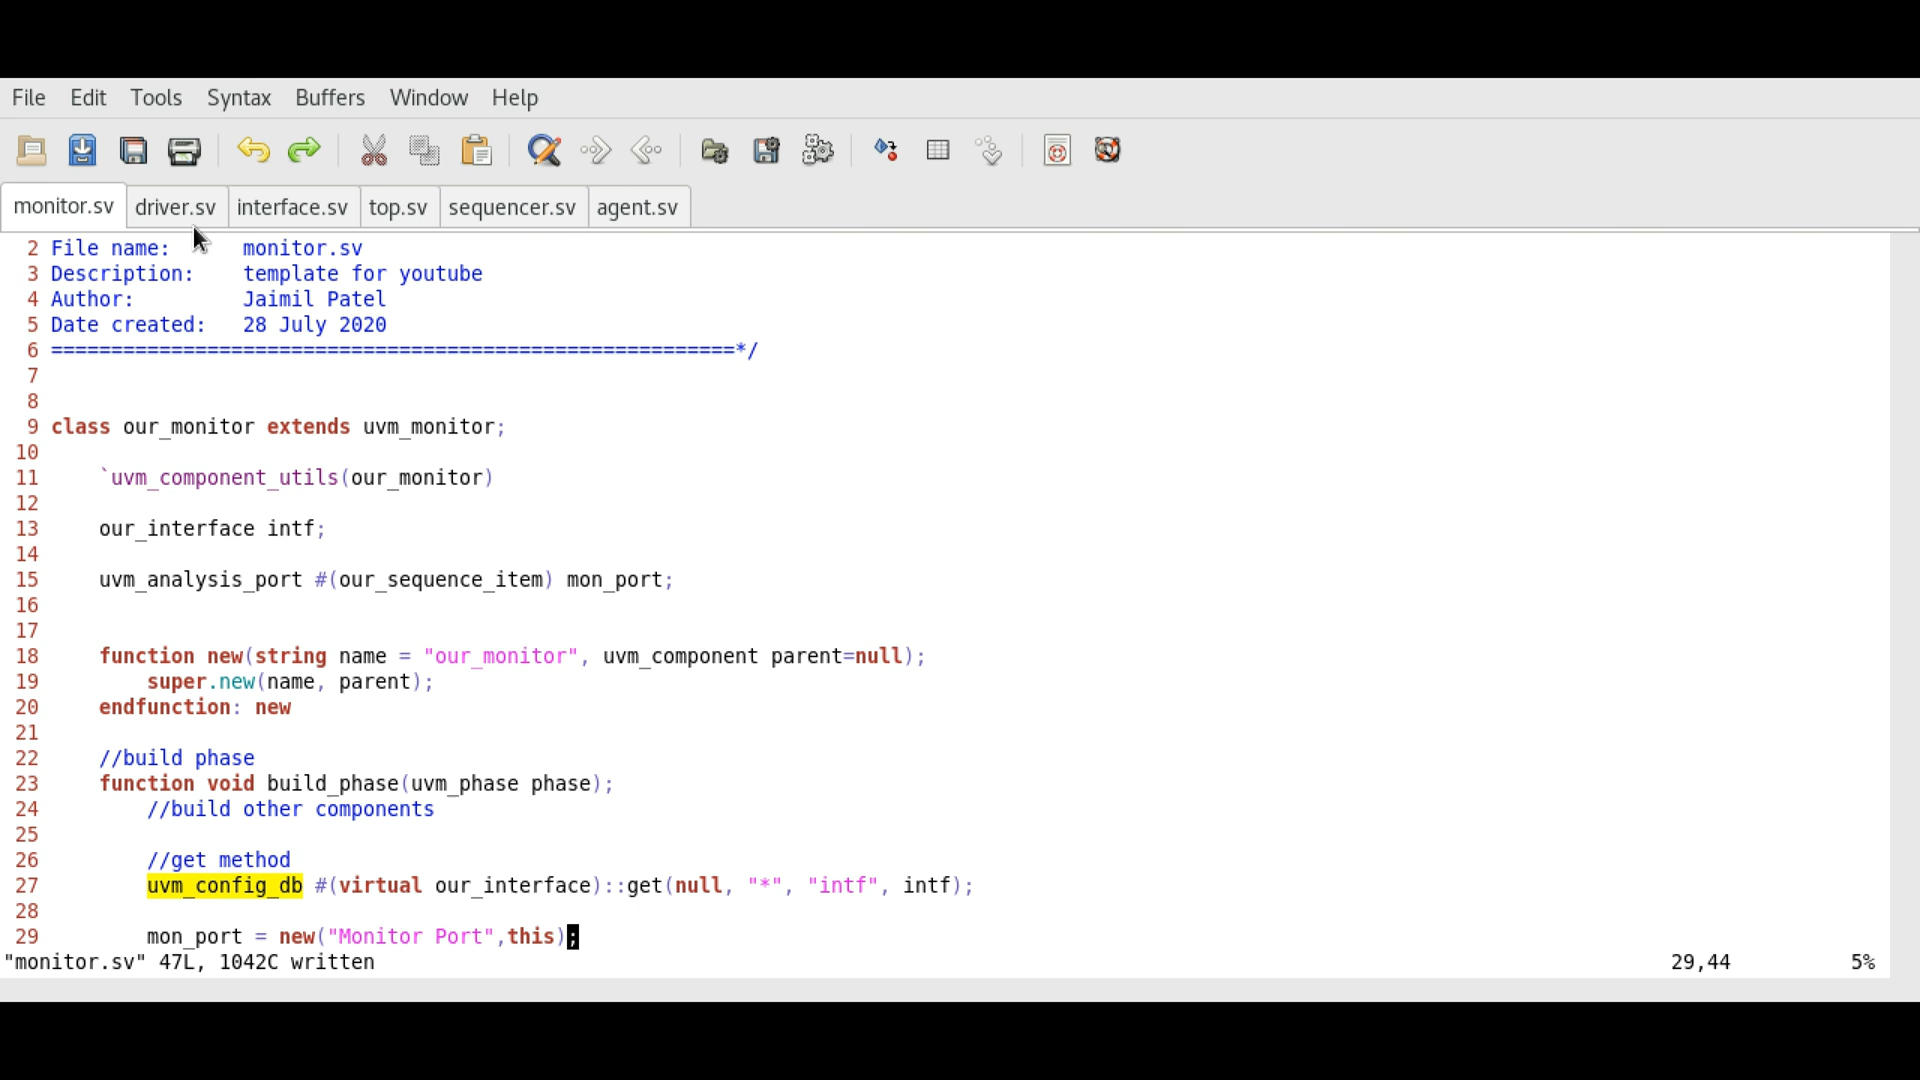 File Edit Tools Syntax Buffers Window Help
monitor.sv driver.sv interface.sv top.sv sequencer.sv agent.sv
2 File name: monitor.sv
3 Description: template for youtube
4 Author: Jaimil Patel
5 Date created: 28 July 2020
6 =========================================================*/
7
8
9 class our_monitor extends uvm_monitor;
10
11 `uvm_component_utils(our_monitor)
12
13 our_interface intf;
14
15 uvm_analysis_port #(our_sequence_item) mon_port;
16
17
18 function new(string name = "our_monitor", uvm_component parent=null);
19 super.new(name, parent);
20 endfunction: new
21
22 //build phase
23 function void build_phase(uvm_phase phase);
24 //build other components
25
26 //get method
27 uvm_config_db #(virtual our_interface)::get(null, "*", "intf", intf);
28
29 mon_port = new("Monitor Port",this);
"monitor.sv" 47L, 1042C written 29,44 5%